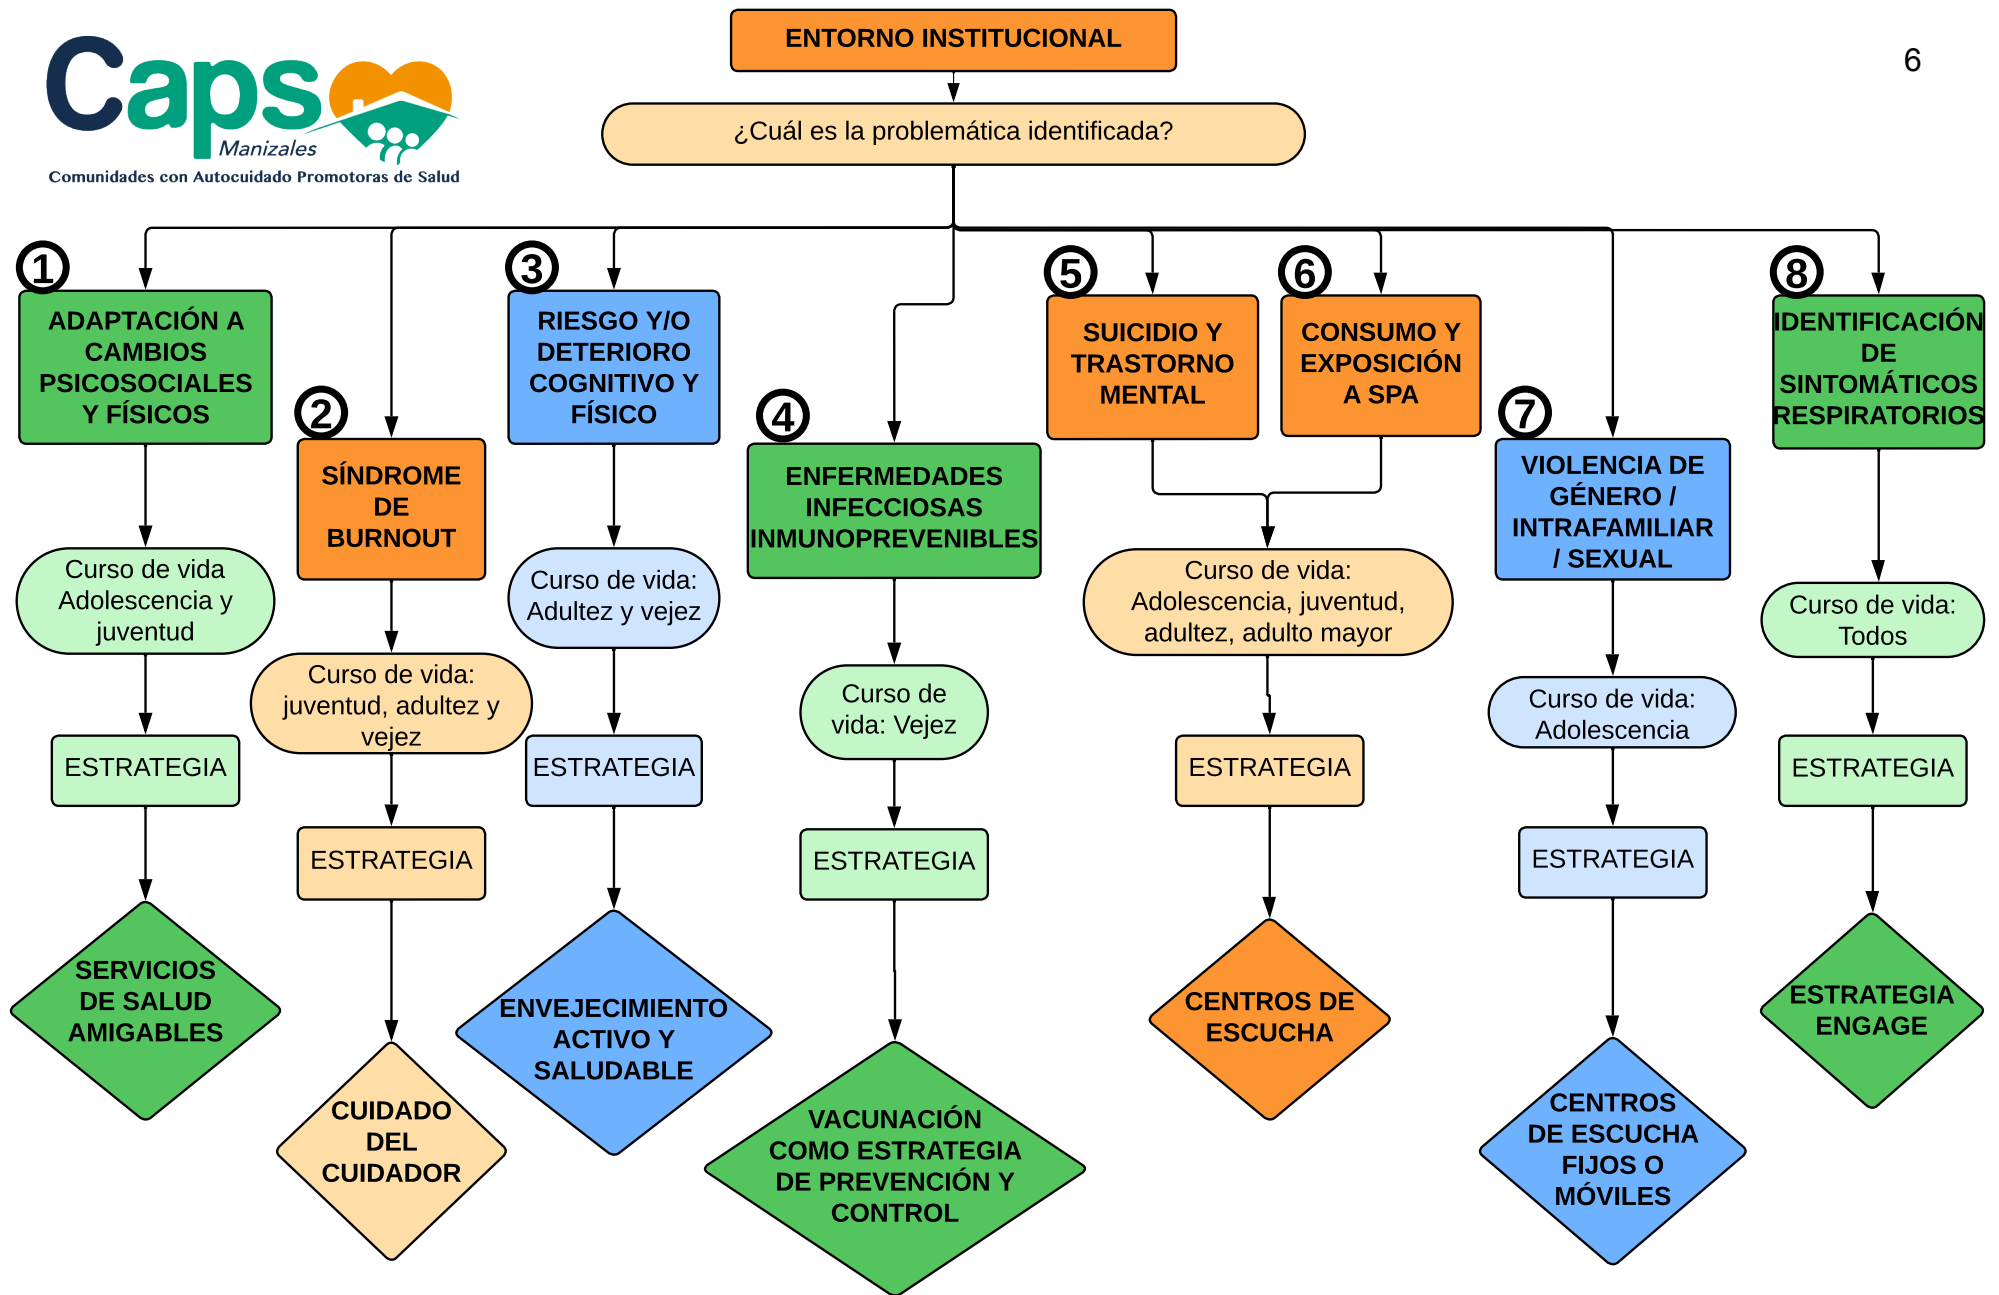 Caps
Manizales
Comunidades con Autocuidado Promotoras de Salud
ENTORNO INSTITUCIONAL
6
¿Cuál es la problemática identificada?
1
ADAPTACIÓN A
CAMBIOS
PSICOSOCIALES
Y FÍSICOS
Curso de vida
Adolescencia y
juventud
ESTRATEGIA
SERVICIOS
DE SALUD
AMIGABLES
2
SÍNDROME
DE
BURNOUT
Curso de vida:
juventud, adultez y
vejez
ESTRATEGIA
CUIDADO
DEL
CUIDADOR
3
RIESGO Y/O
DETERIORO
COGNITIVO Y
FÍSICO
Curso de vida:
Adultez y vejez
ESTRATEGIA
ENVEJECIMIENTO
ACTIVO Y
SALUDABLE
4
ENFERMEDADES
INFECCIOSAS
INMUNOPREVENIBLES
Curso de
vida: Vejez
ESTRATEGIA
VACUNACIÓN
COMO ESTRATEGIA
DE PREVENCIÓN Y
CONTROL
5
SUICIDIO Y
TRASTORNO
MENTAL
6
CONSUMO Y
EXPOSICIÓN
A SPA
Curso de vida:
Adolescencia, juventud,
adultez, adulto mayor
ESTRATEGIA
CENTROS DE
ESCUCHA
7
VIOLENCIA DE
GÉNERO /
INTRAFAMILIAR
/ SEXUAL
Curso de vida:
Adolescencia
ESTRATEGIA
CENTROS
DE ESCUCHA
FIJOS O
MÓVILES
8
IDENTIFICACIÓN
DE
SINTOMÁTICOS
RESPIRATORIOS
Curso de vida:
Todos
ESTRATEGIA
ESTRATEGIA
ENGAGE